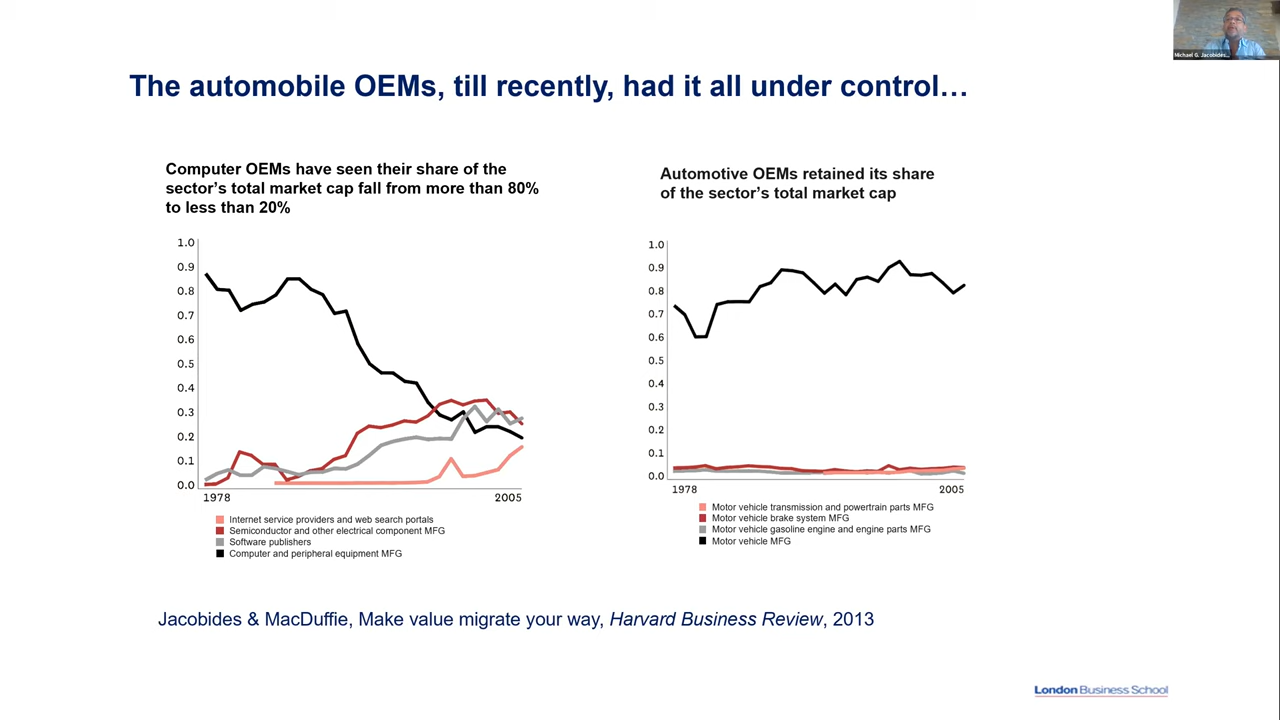 Michael G. Jacobides...
The automobile OEMs, till recently, had it all under control…
Computer OEMs have seen their share of the
sector’s total market cap fall from more than 80%
to less than 20%
1.0
0.9
0.8
0.7
0.6
0.5
0.4
0.3
0.2
0.1
0.0
1978
2005
Internet service providers and web search portals
Semiconductor and other electrical component MFG
Software publishers
Computer and peripheral equipment MFG
Automotive OEMs retained its share
of the sector’s total market cap
1.0
0.9
0.8
0.7
0.6
0.5
0.4
0.3
0.2
0.1
0.0
1978
2005
Motor vehicle transmission and powertrain parts MFG
Motor vehicle brake system MFG
Motor vehicle gasoline engine and engine parts MFG
Motor vehicle MFG
Jacobides & MacDuffie, Make value migrate your way, Harvard Business Review, 2013
London Business School